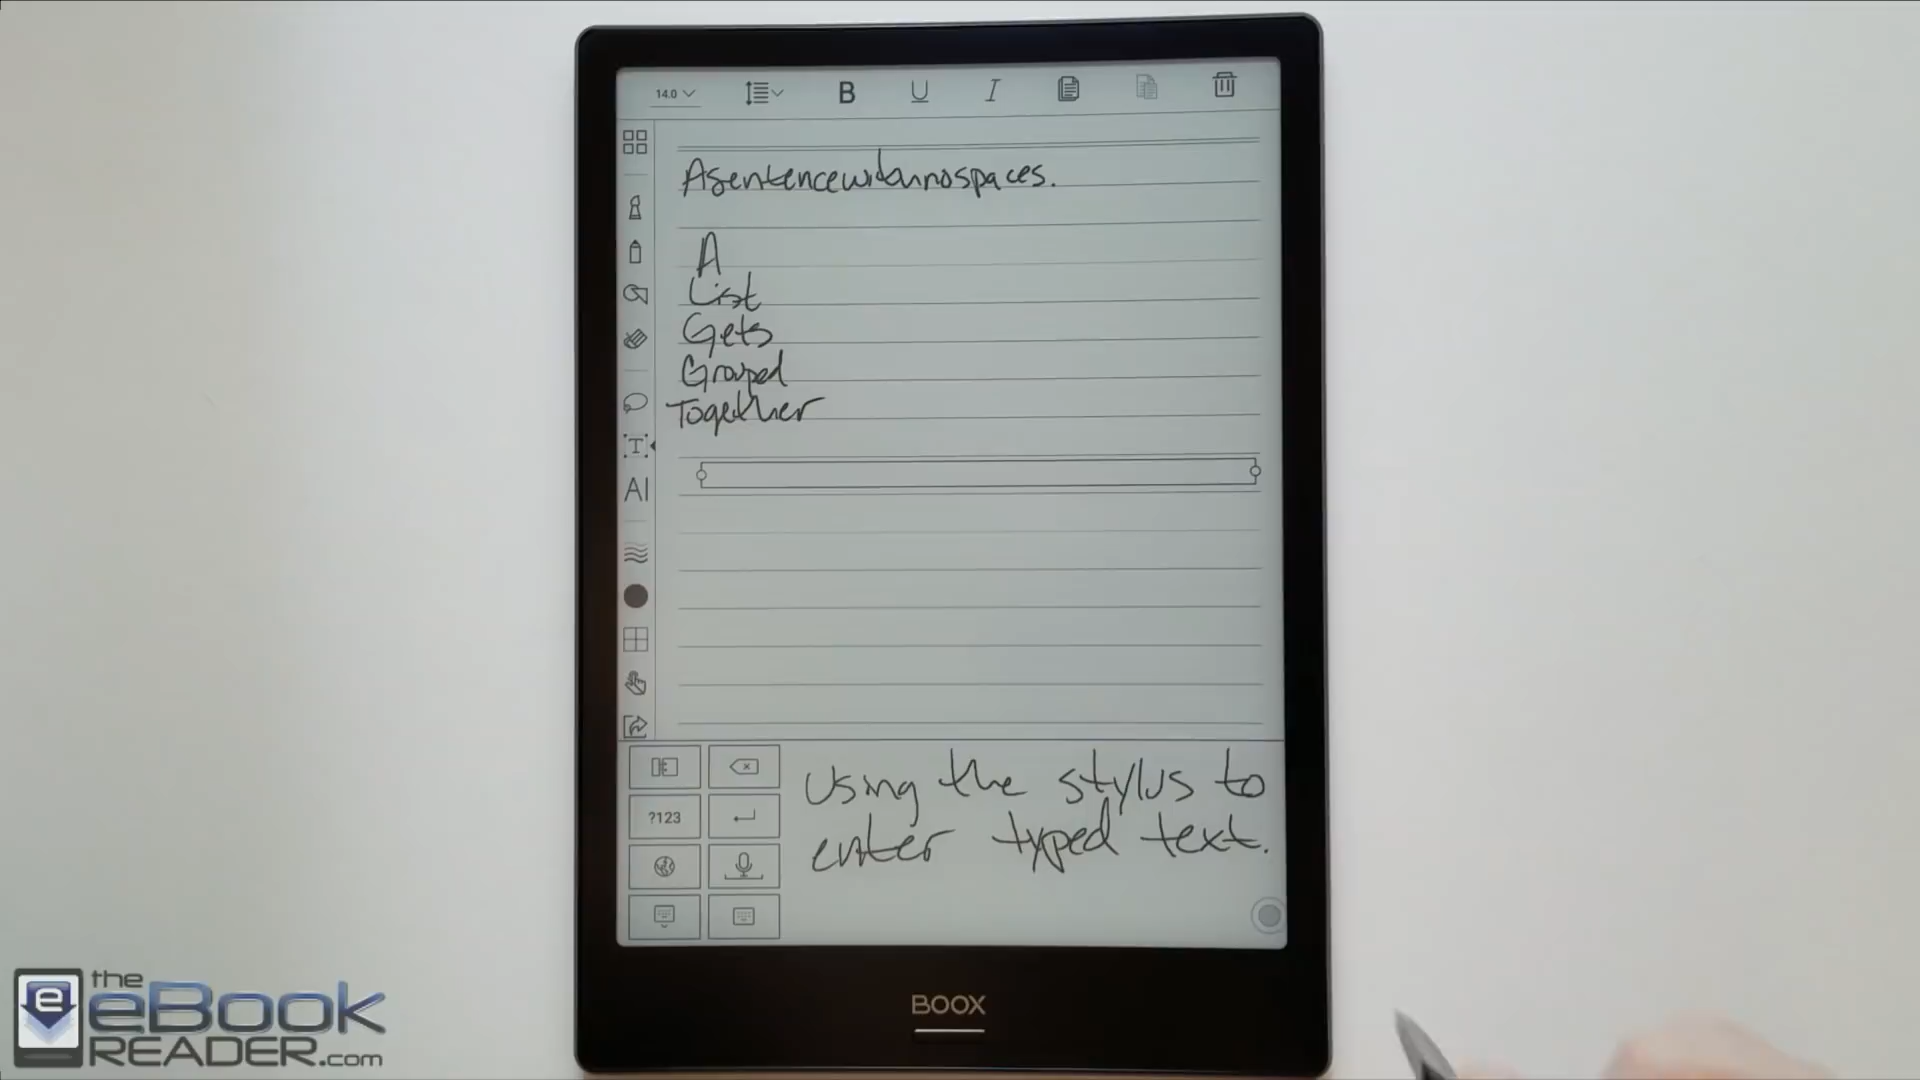 14.0
B U I
Asentencewithnospaces.
A
List
Gets
Grouped
Together
T
AI
Using the stylus to
enter typed text.
?123
BOOX
the
eBook
READER.com